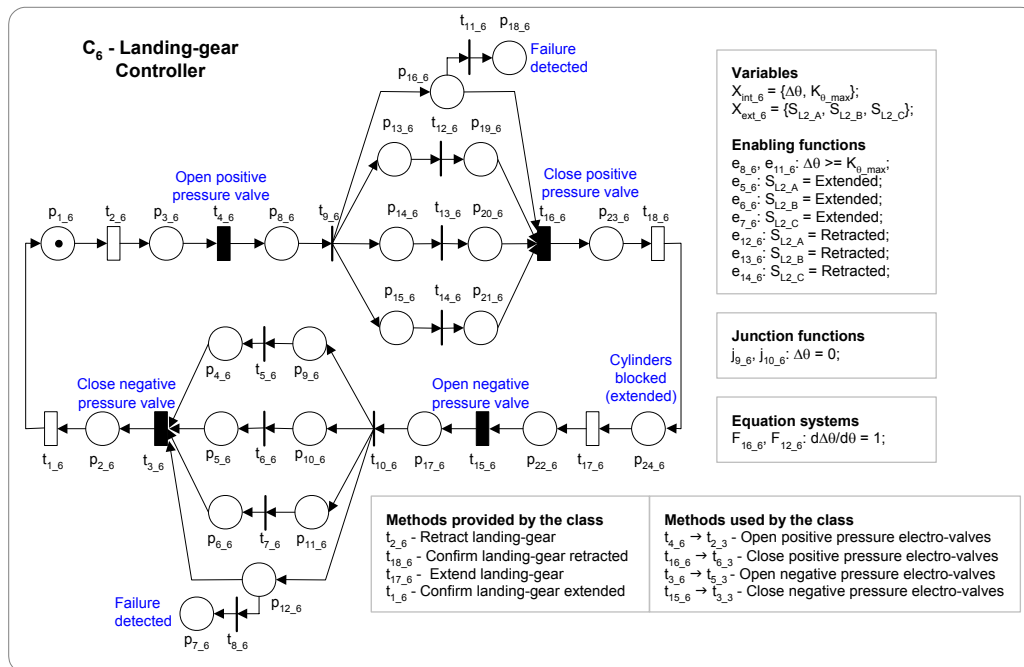 C6 - Landing-gear
Controller
t11_6
p18_6
Failure
detected
p16_6
p13_6
t12_6
p19_6
Open positive
pressure valve
Close positive
pressure valve
p1_6
t2_6
p3_6
t4_6
p8_6
t9_6
p14_6
t13_6
p20_6
t16_6
p23_6
t18_6
p15_6
t14_6
p21_6
p4_6
t5_6
p9_6
Close negative
pressure valve
Open negative
pressure valve
Cylinders
blocked
(extended)
t1_6
p2_6
t3_6
p5_6
t6_6
p10_6
t10_6
p17_6
t15_6
p22_6
t17_6
p24_6
p6_6
t7_6
p11_6
p12_6
Failure
detected
p7_6
t8_6
Variables
Xint_6 = {Δθ, Kθ_max};
Xext_6 = {SL2_A, SL2_B, SL2_C};
Enabling functions
e8_6, e11_6: Δθ >= Kθ_max;
e5_6: SL2_A = Extended;
e6_6: SL2_B = Extended;
e7_6: SL2_C = Extended;
e12_6: SL2_A = Retracted;
e13_6: SL2_B = Retracted;
e14_6: SL2_C = Retracted;
Junction functions
j9_6, j10_6: Δθ = 0;
Equation systems
F16_6, F12_6: dΔθ/dθ = 1;
Methods provided by the class
t2_6 - Retract landing-gear
t18_6 - Confirm landing-gear retracted
t17_6 - Extend landing-gear
t1_6 - Confirm landing-gear extended
Methods used by the class
t4_6 → t2_3 - Open positive pressure electro-valves
t16_6 → t6_3 - Close positive pressure electro-valves
t3_6 → t5_3 - Open negative pressure electro-valves
t15_6 → t3_3 - Close negative pressure electro-valves